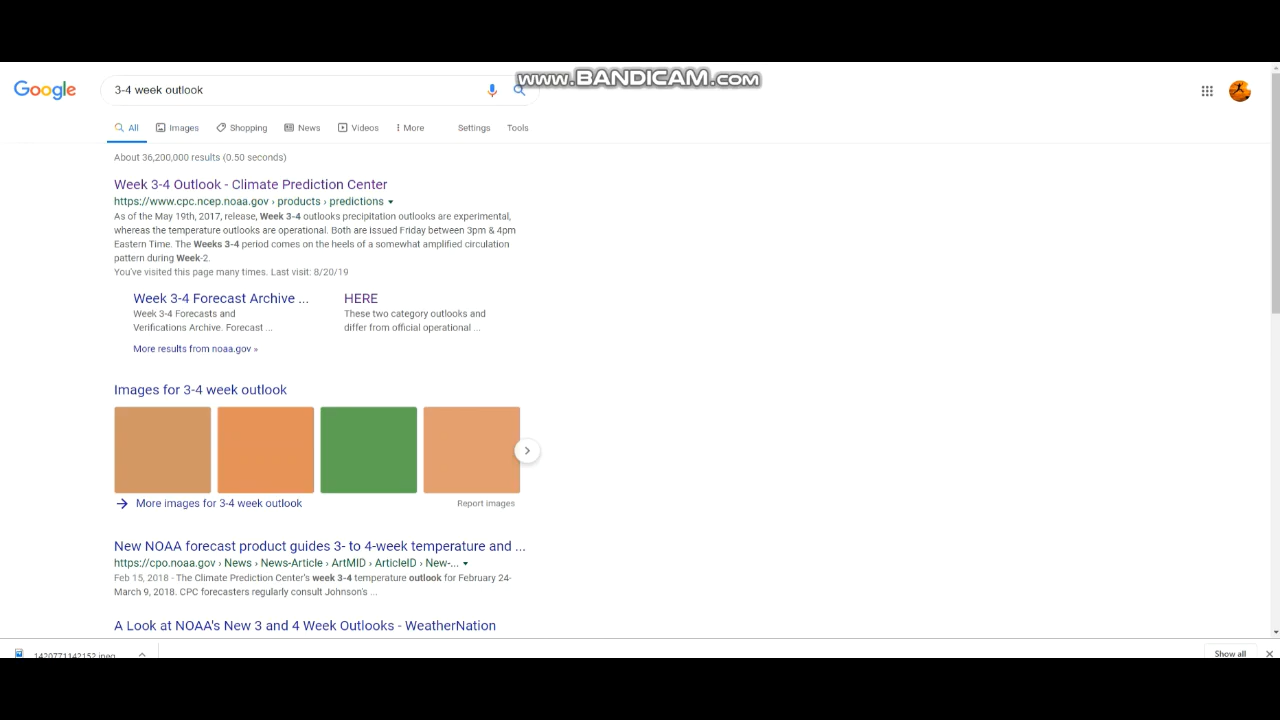 www.BANDICAM.com
Google
3-4 week outlook
All Images Shopping News Videos More Settings Tools
About 36,200,000 results (0.50 seconds)
Week 3-4 Outlook - Climate Prediction Center
https://www.cpc.ncep.noaa.gov › products › predictions
As of the May 19th, 2017, release, Week 3-4 outlooks precipitation outlooks are experimental,
whereas the temperature outlooks are operational. Both are issued Friday between 3pm & 4pm
Eastern Time. The Weeks 3-4 period comes on the heels of a somewhat amplified circulation
pattern during Week-2.
You've visited this page many times. Last visit: 8/20/19
Week 3-4 Forecast Archive ...
Week 3-4 Forecasts and
Verifications Archive. Forecast ...
HERE
These two category outlooks and
differ from official operational ...
More results from noaa.gov »
Images for 3-4 week outlook
More images for 3-4 week outlook
Report images
New NOAA forecast product guides 3- to 4-week temperature and ...
https://cpo.noaa.gov › News › News-Article › ArtMID › ArticleID › New-...
Feb 15, 2018 - The Climate Prediction Center's week 3-4 temperature outlook for February 24-
March 9, 2018. CPC forecasters regularly consult Johnson's ...
A Look at NOAA's New 3 and 4 Week Outlooks - WeatherNation
1420771142152.jpeg
Show all